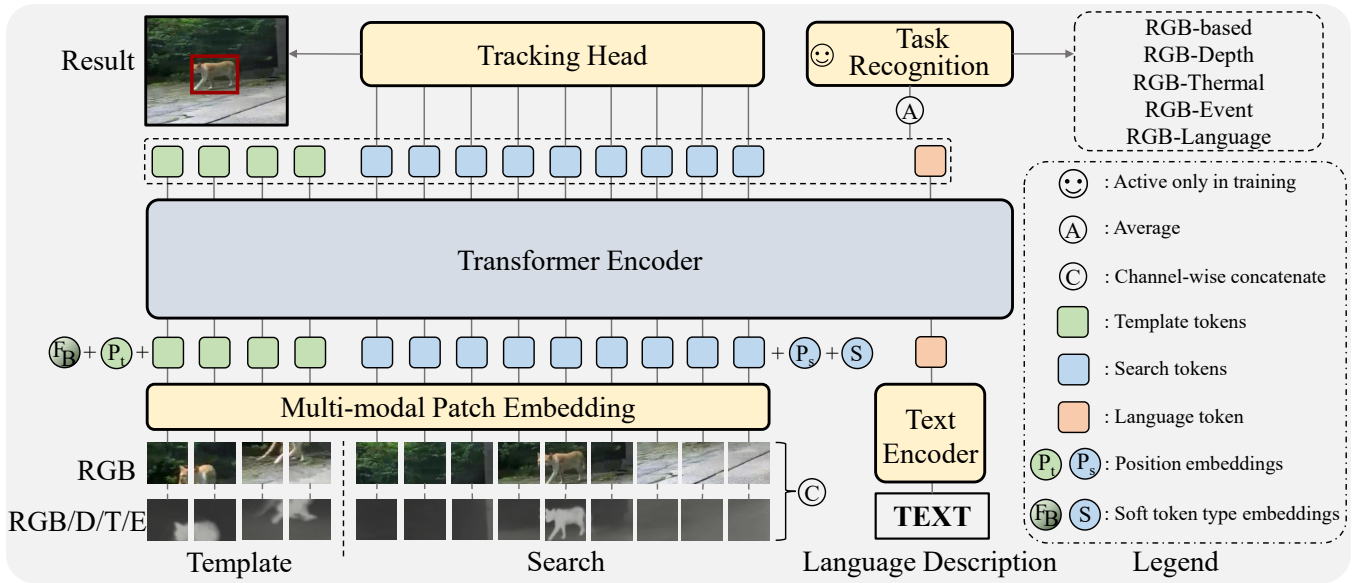 Result
Tracking Head
Task
Recognition
RGB-based
RGB-Depth
RGB-Thermal
RGB-Event
RGB-Language
A
Transformer Encoder
: Active only in training
A : Average
C : Channel-wise concatenate
: Template tokens
: Search tokens
: Language token
Pt Ps : Position embeddings
FB S : Soft token type embeddings
Legend
FB + Pt +
+ Ps + S
Multi-modal Patch Embedding
Text
Encoder
RGB
RGB/D/T/E
C
TEXT
Template
Search
Language Description